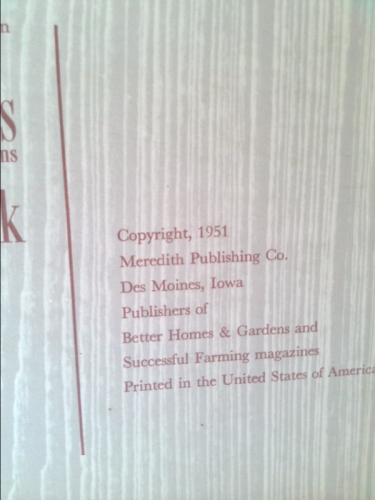 n
s
ns
k
Copyright, 1951
Meredith Publishing Co.
Des Moines, Iowa
Publishers of
Better Homes & Gardens and
Successful Farming magazines
Printed in the United States of America